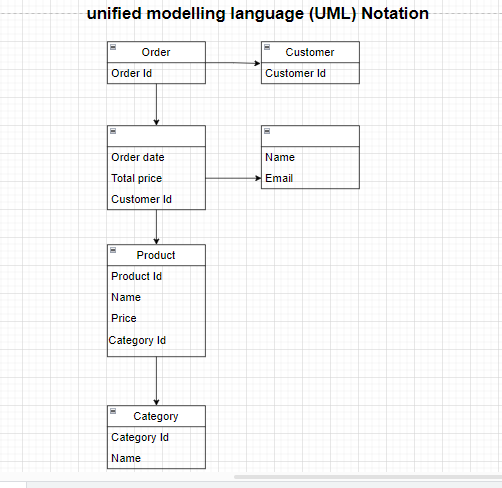 unified modelling language (UML) Notation
Order
Order Id
Customer
Customer Id
Order date
Total price
Customer Id
Name
Email
Product
Product Id
Name
Price
Category Id
Category
Category Id
Name